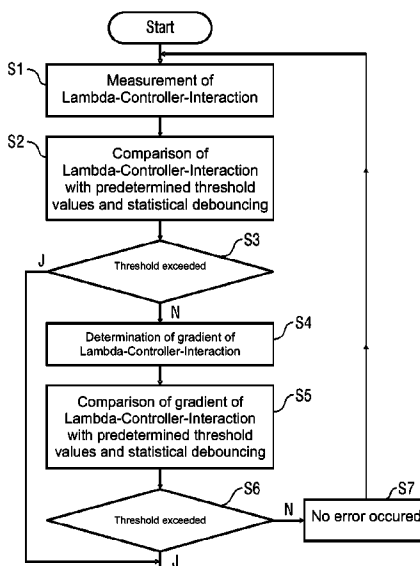 Start
S1
Measurement of
Lambda-Controller-Interaction
S2
Comparison of
Lambda-Controller-Interaction
with predetermined threshold
values and statistical debouncing
S3
J
Threshold exceeded
N
S4
Determination of gradient of
Lambda-Controller-Interaction
S5
Comparison of gradient of
Lambda-Controller-Interaction
with predetermined threshold
values and statistical debouncing
S6
Threshold exceeded
N
S7
No error occured
J